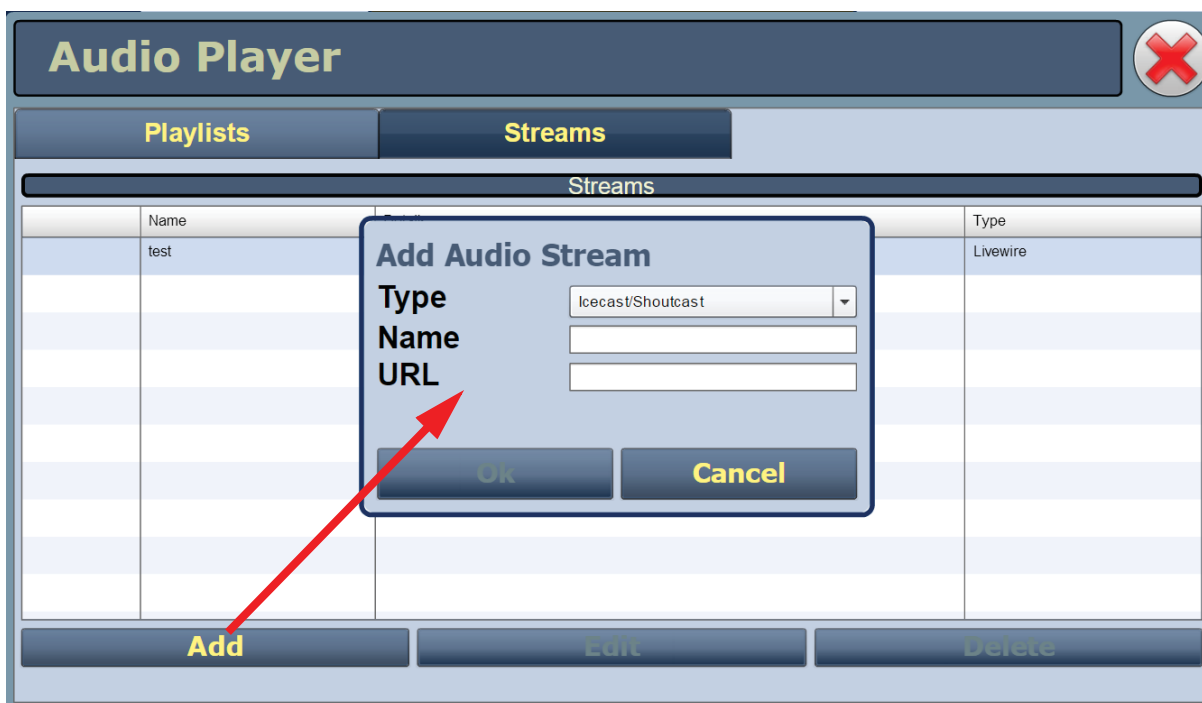 Audio Player
Playlists Streams
Streams
Name Type
test Livewire
Add Audio Stream
Type Icecast/Shoutcast
Name
URL
Ok Cancel
Add Edit Delete